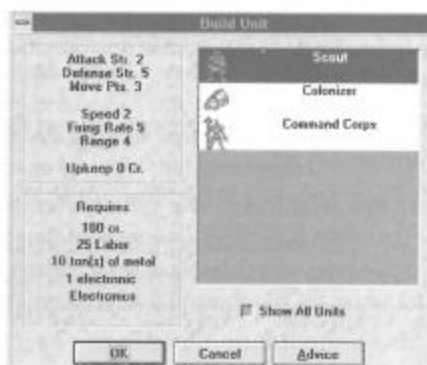 Build Unit
Attack Str. 2
Defense Str. 5
Move Pts. 3
Speed 2
Firing Rate 5
Range 4
Upkeep 0 Cr.
Requires
100 cr.
25 Labor
10 ton(s) of metal
1 electronic
Electronics
Scout
Colonizer
Command Corps
Show All Units
OK
Cancel
Advice